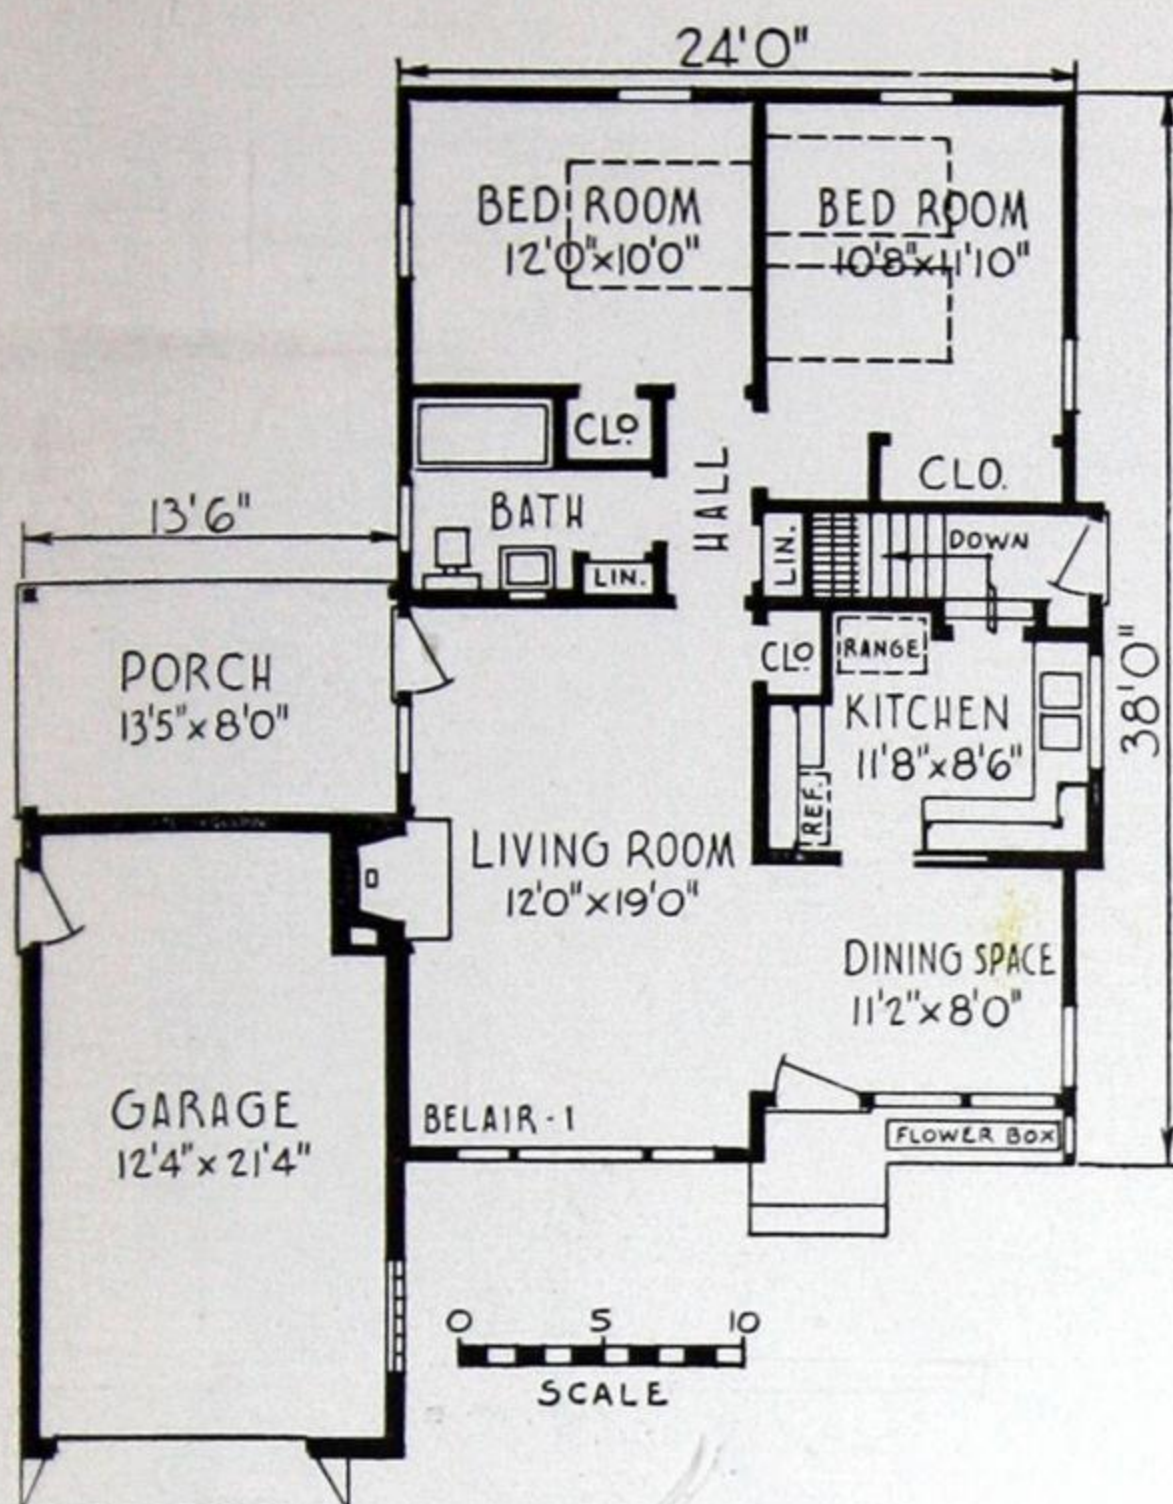 24'0"
BED ROOM
12'0"x10'0"
BED ROOM
10'8"x11'10"
CLO.
CLO.
HALL
BATH
LIN.
LIN.
DOWN
13'6"
PORCH
13'5"x8'0"
CLO
RANGE
KITCHEN
11'8"x8'6"
REF.
38'0"
LIVING ROOM
12'0"x19'0"
DINING SPACE
11'2"x8'0"
GARAGE
12'4"x21'4"
BELAIR-1
FLOWER BOX
0 5 10
SCALE